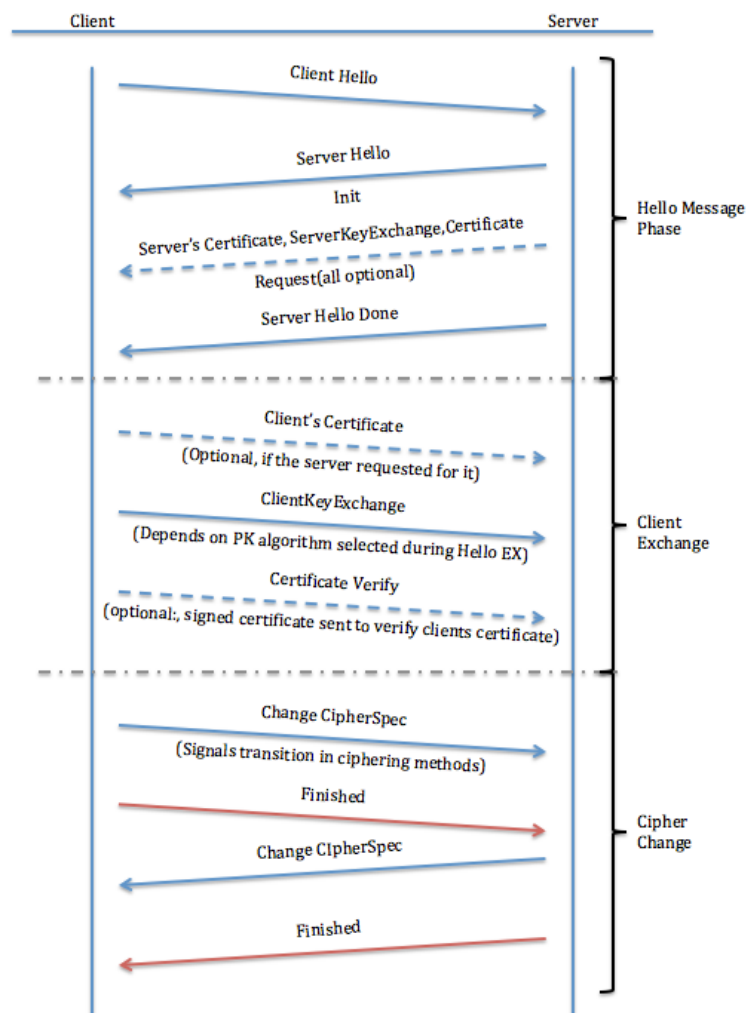 Client
Server
Client Hello
Server Hello
Init
Server's Certificate, ServerKeyExchange,Certificate
Request(all optional)
Server Hello Done
Hello Message
Phase
Client's Certificate
(Optional, if the server requested for it)
ClientKeyExchange
(Depends on PK algorithm selected during Hello EX)
Certificate Verify
(optional:, signed certificate sent to verify clients certificate)
Client
Exchange
Change CipherSpec
(Signals transition in ciphering methods)
Finished
Change CIpherSpec
Finished
Cipher
Change